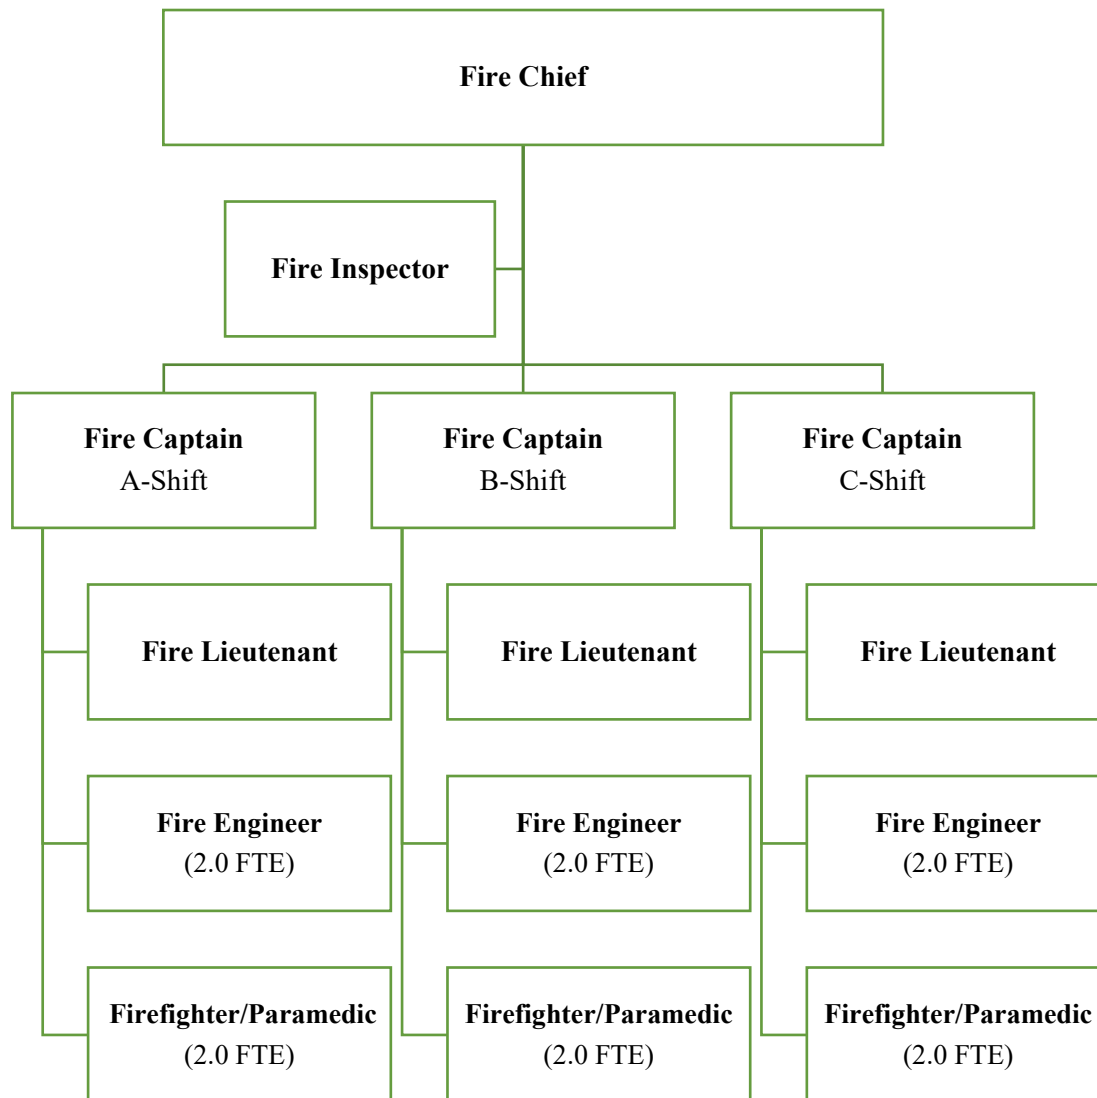 Fire Chief
Fire Inspector
Fire Captain
A-Shift
Fire Captain
B-Shift
Fire Captain
C-Shift
Fire Lieutenant
Fire Lieutenant
Fire Lieutenant
Fire Engineer
(2.0 FTE)
Fire Engineer
(2.0 FTE)
Fire Engineer
(2.0 FTE)
Firefighter/Paramedic
(2.0 FTE)
Firefighter/Paramedic
(2.0 FTE)
Firefighter/Paramedic
(2.0 FTE)